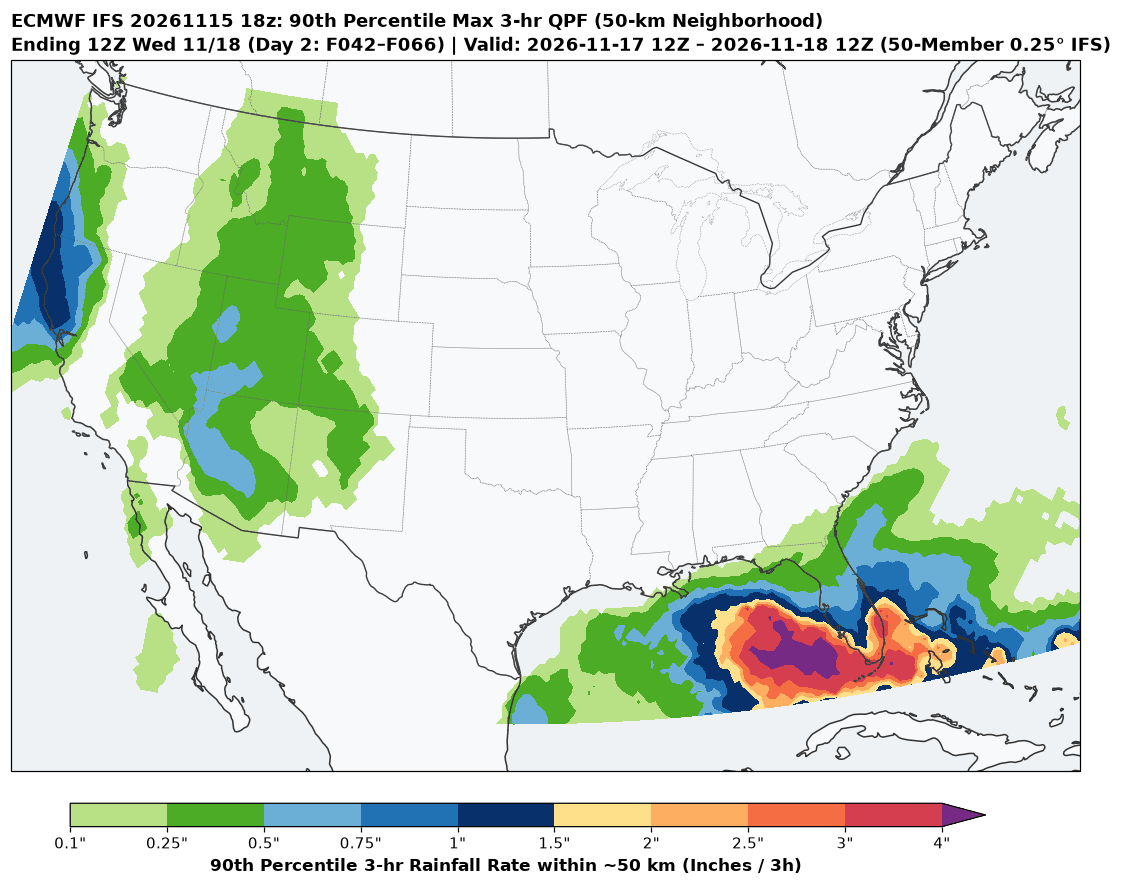 ECMWF IFS 20261115 18z: 90th Percentile Max 3-hr QPF (50-km Neighborhood)
Ending 12Z Wed 11/18 (Day 2: F042–F066) | Valid: 2026-11-17 12Z – 2026-11-18 12Z (50-Member 0.25° IFS)
0.1" 0.25" 0.5" 0.75" 1" 1.5" 2" 2.5" 3" 4"
90th Percentile 3-hr Rainfall Rate within ~50 km (Inches / 3h)